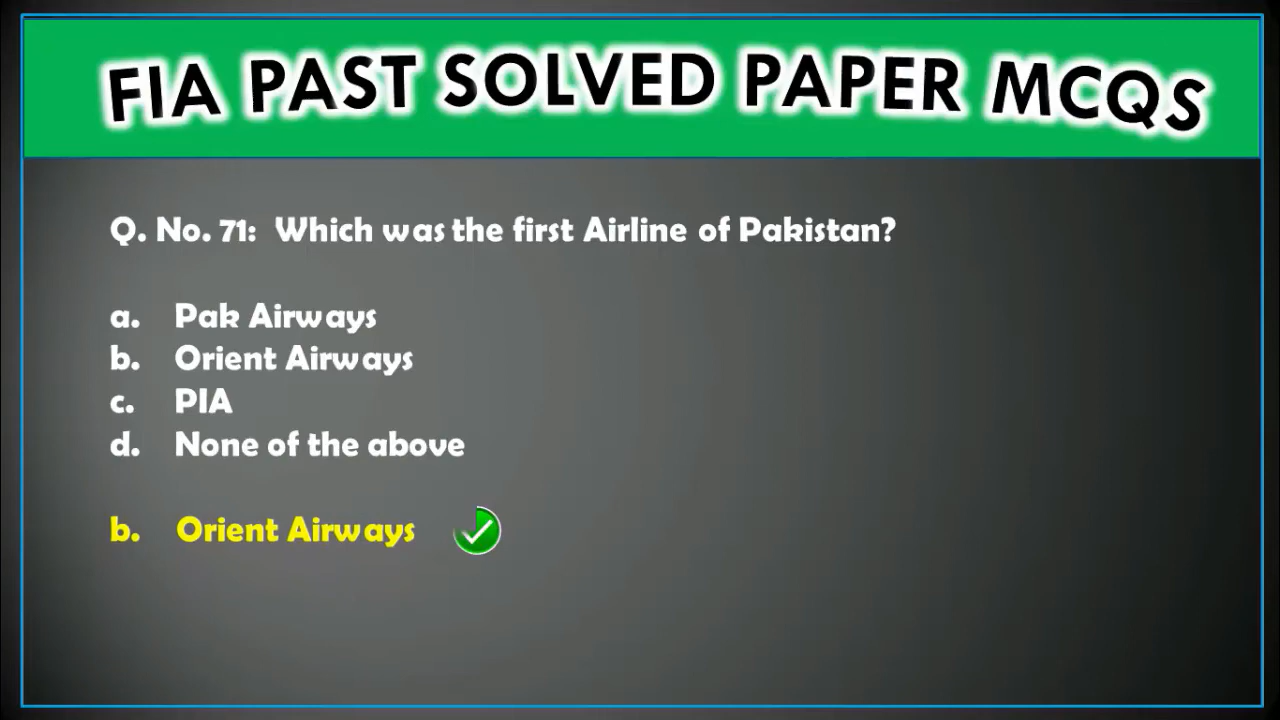 FIA PAST SOLVED PAPER MCQS
Q. No. 71: Which was the first Airline of Pakistan?
a. Pak Airways
b. Orient Airways
c. PIA
d. None of the above
b. Orient Airways